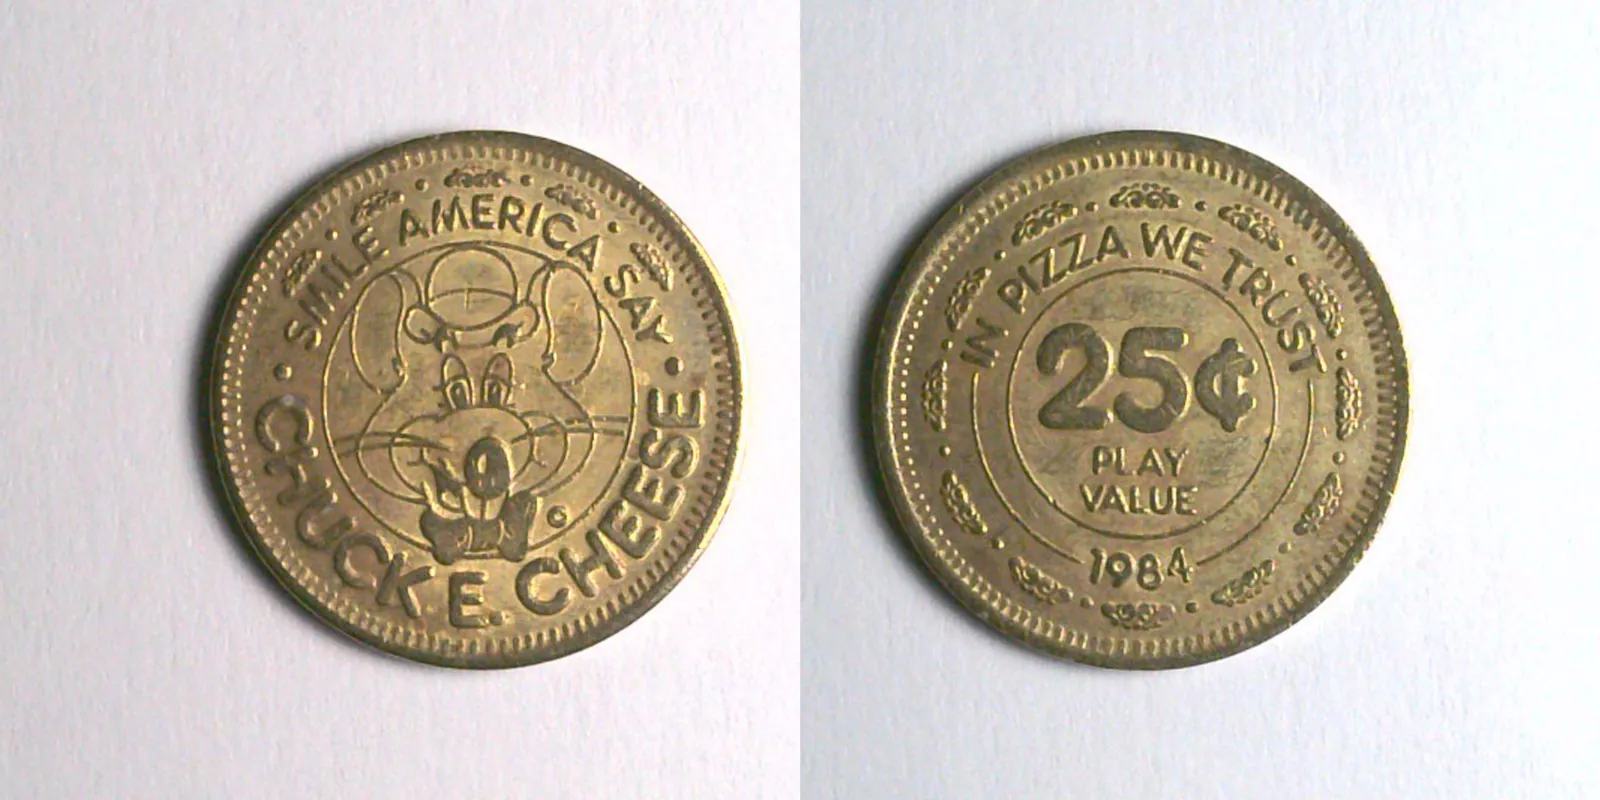 SMILE AMERICA SAY
CHUCK E. CHEESE
©
IN PIZZA WE TRUST
25¢
PLAY
VALUE
1984